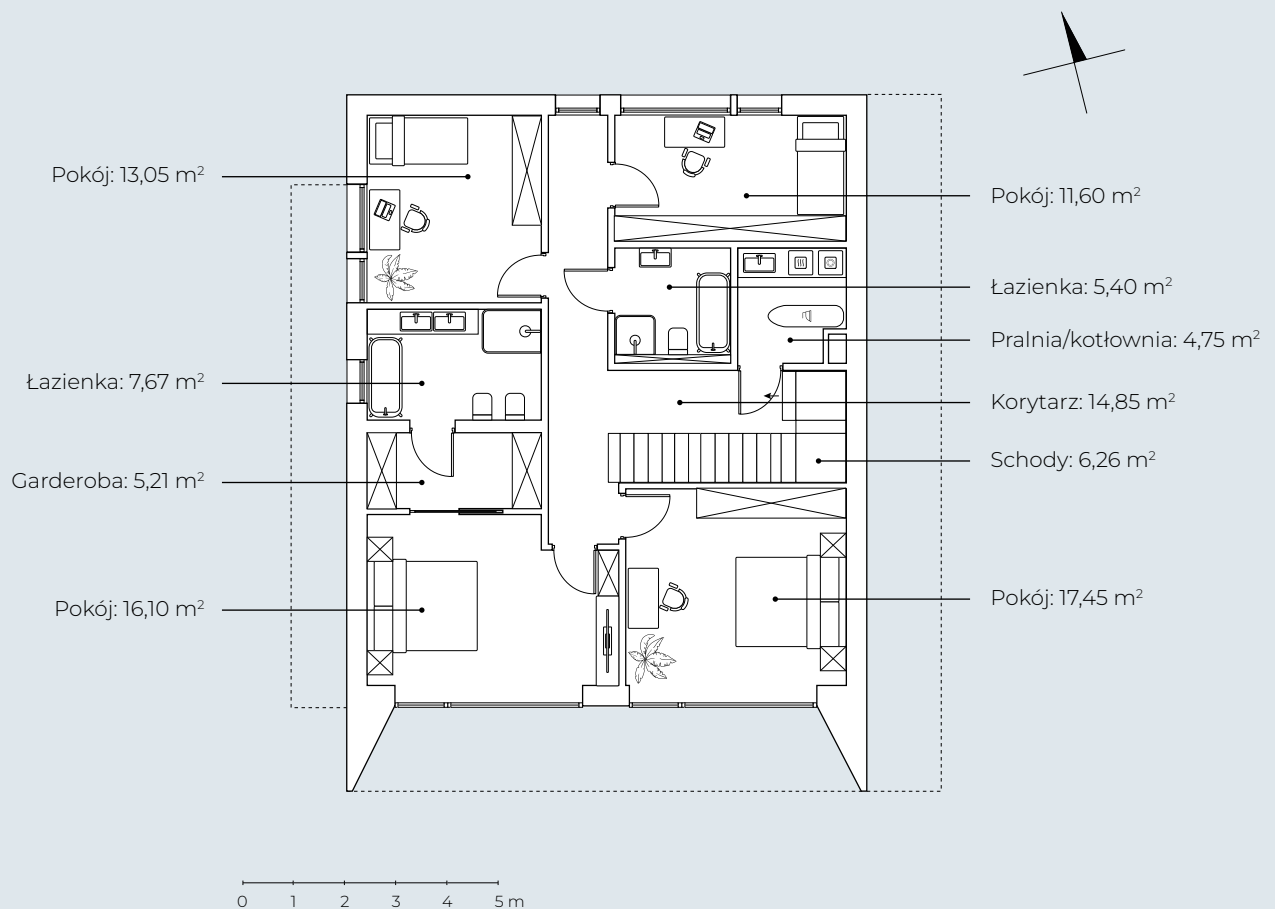 Pokój: 13,05 m²
Łazienka: 7,67 m²
Garderoba: 5,21 m²
Pokój: 16,10 m²
Pokój: 11,60 m²
Łazienka: 5,40 m²
Pralnia/kotłownia: 4,75 m²
Korytarz: 14,85 m²
Schody: 6,26 m²
Pokój: 17,45 m²
0 1 2 3 4 5 m